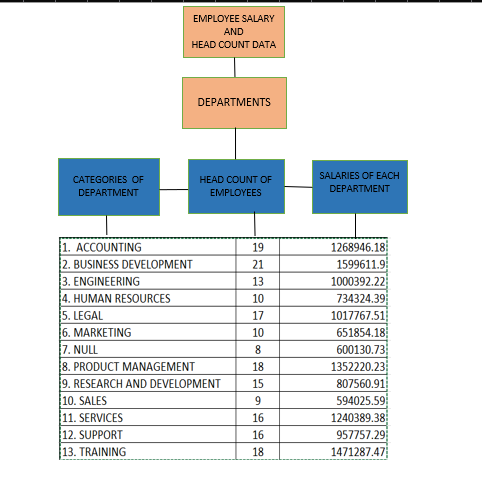 EMPLOYEE SALARY
AND
HEAD COUNT DATA
DEPARTMENTS
CATEGORIES OF
DEPARTMENT
HEAD COUNT OF
EMPLOYEES
SALARIES OF EACH
DEPARTMENT
1. ACCOUNTING 19 1268946.18
2. BUSINESS DEVELOPMENT 21 1599611.9
3. ENGINEERING 13 1000392.22
4. HUMAN RESOURCES 10 734324.39
5. LEGAL 17 1017767.51
6. MARKETING 10 651854.18
7. NULL 8 600130.73
8. PRODUCT MANAGEMENT 18 1352220.23
9. RESEARCH AND DEVELOPMENT 15 807560.91
10. SALES 9 594025.59
11. SERVICES 16 1240389.38
12. SUPPORT 16 957757.29
13. TRAINING 18 1471287.47